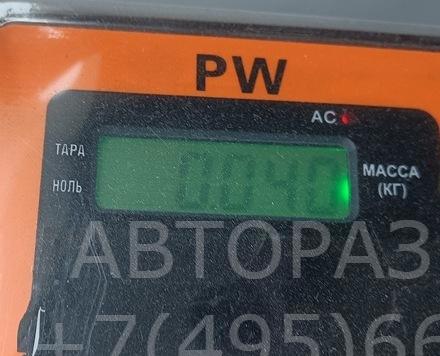 PW
AC
ТАРА
НОЛЬ
0.040
МАССА
(КГ)
АВТОРАЗ
+7(495)66